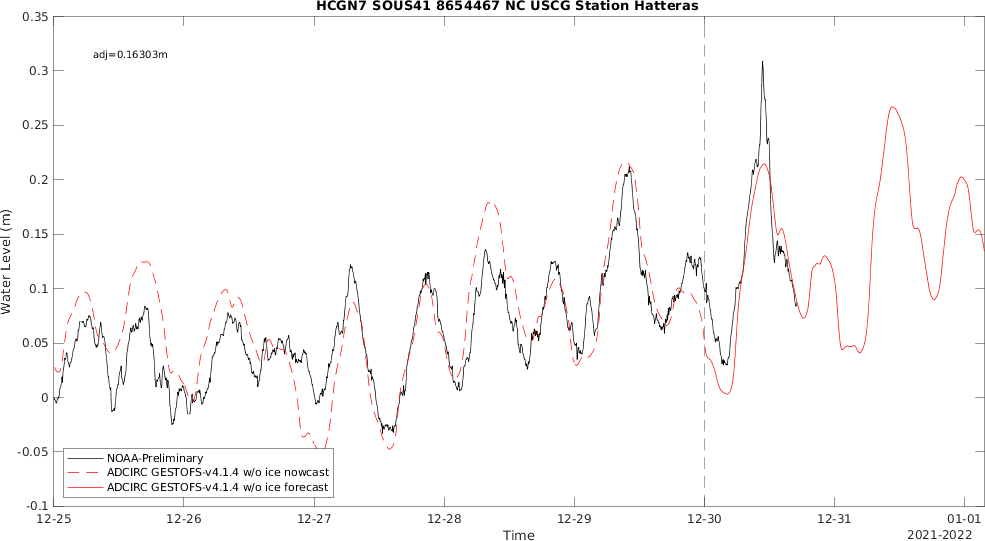 HCGN7 SOUS41 8654467 NC USCG Station Hatteras
0.35
adj=0.16303m
0.3
0.25
0.2
0.15
0.1
0.05
0
-0.05
-0.1
Water Level (m)
NOAA-Preliminary
ADCIRC GESTOFS-v4.1.4 w/o ice nowcast
ADCIRC GESTOFS-v4.1.4 w/o ice forecast
12-25 12-26 12-27 12-28 12-29 12-30 12-31 01-01
Time
2021-2022